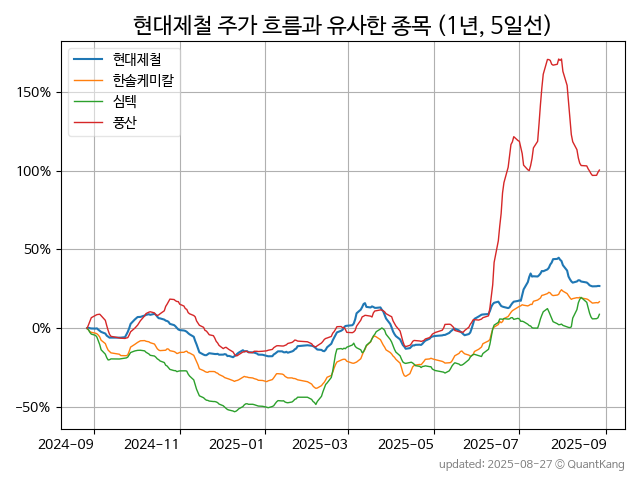 현대제철 주가 흐름과 유사한 종목 (1년, 5일선)
현대제철
한솔케미칼
심텍
풍산
150%
100%
50%
0%
−50%
2024-09 2024-11 2025-01 2025-03 2025-05 2025-07 2025-09
updated: 2025-08-27 © QuantKang